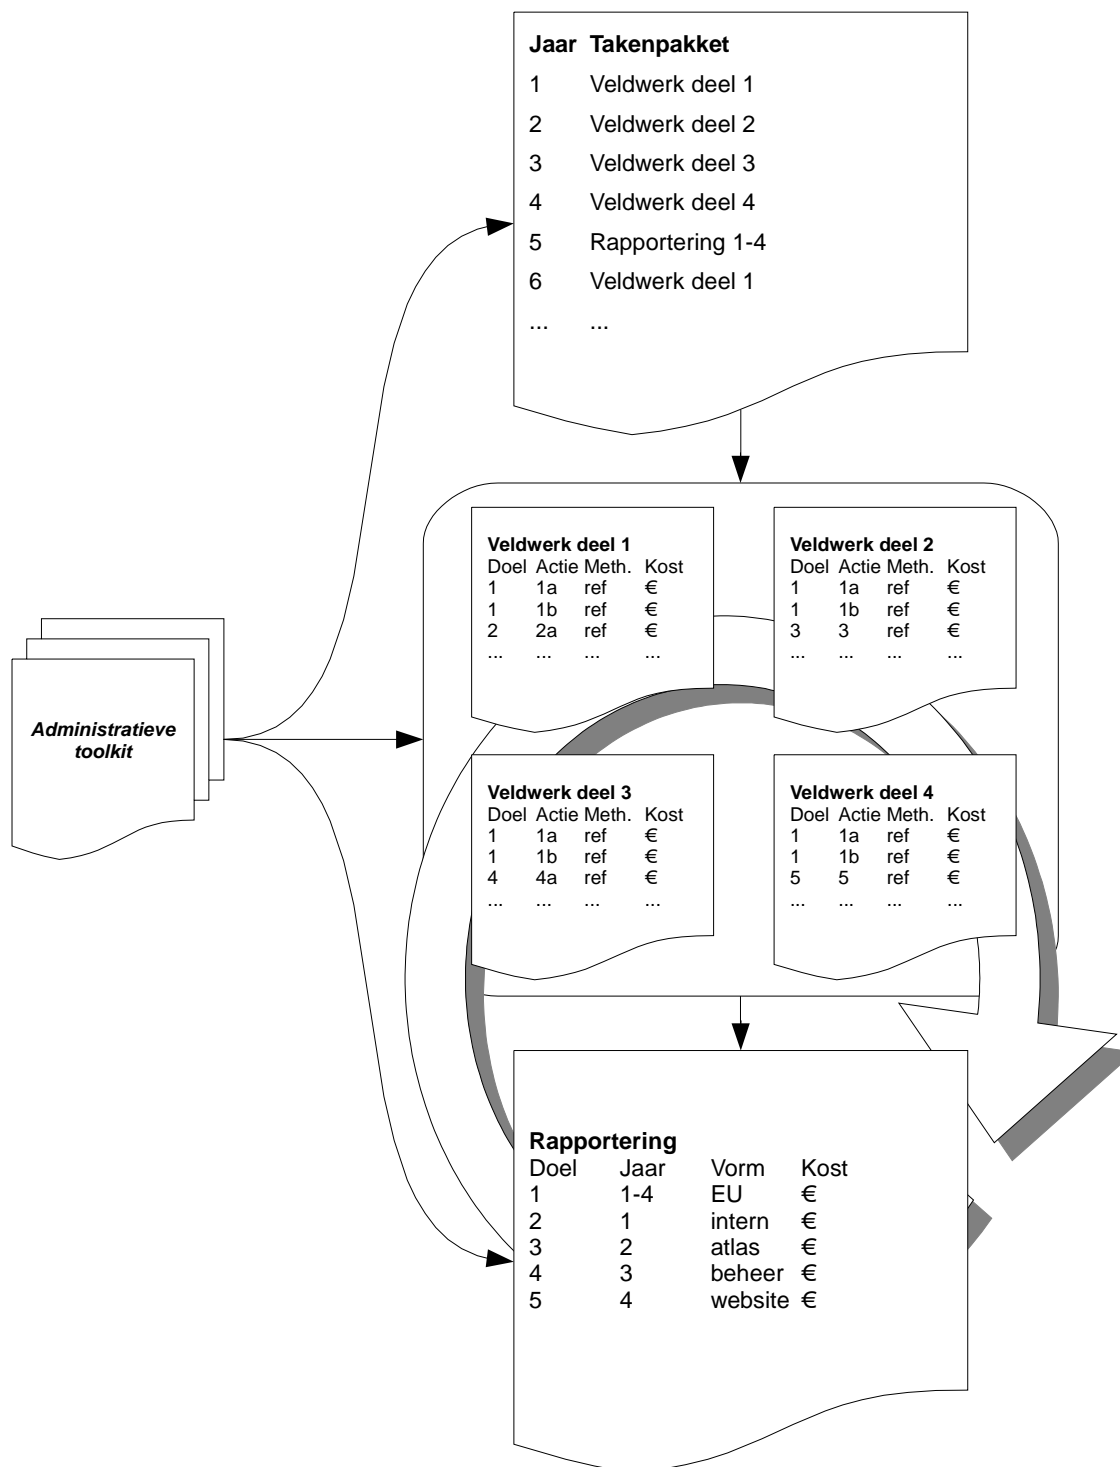 Jaar Takenpakket
1 Veldwerk deel 1
2 Veldwerk deel 2
3 Veldwerk deel 3
4 Veldwerk deel 4
5 Rapportering 1-4
6 Veldwerk deel 1
... ...
Administratieve
toolkit
Veldwerk deel 1
Doel Actie Meth. Kost
1 1a ref €
1 1b ref €
2 2a ref €
... ... ... ...
Veldwerk deel 2
Doel Actie Meth. Kost
1 1a ref €
1 1b ref €
3 3 ref €
... ... ... ...
Veldwerk deel 3
Doel Actie Meth. Kost
1 1a ref €
1 1b ref €
4 4a ref €
... ... ... ...
Veldwerk deel 4
Doel Actie Meth. Kost
1 1a ref €
1 1b ref €
5 5 ref €
... ... ... ...
Rapportering
Doel Jaar Vorm Kost
1 1-4 EU €
2 1 intern €
3 2 atlas €
4 3 beheer €
5 4 website €